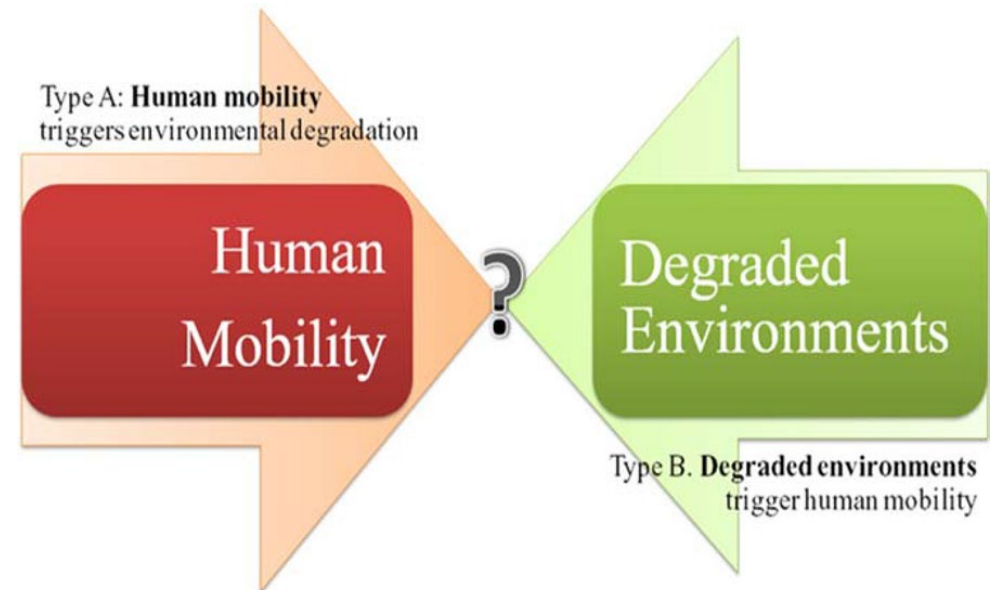 Type A: Human mobility
triggers environmental degradation
Human
Mobility
?
Degraded
Environments
Type B. Degraded environments
trigger human mobility